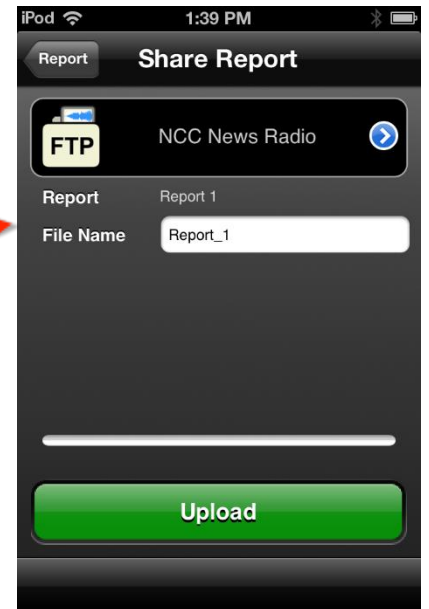 iPod 1:39 PM
Report Share Report
FTP NCC News Radio
Report Report 1
File Name Report_1
Upload